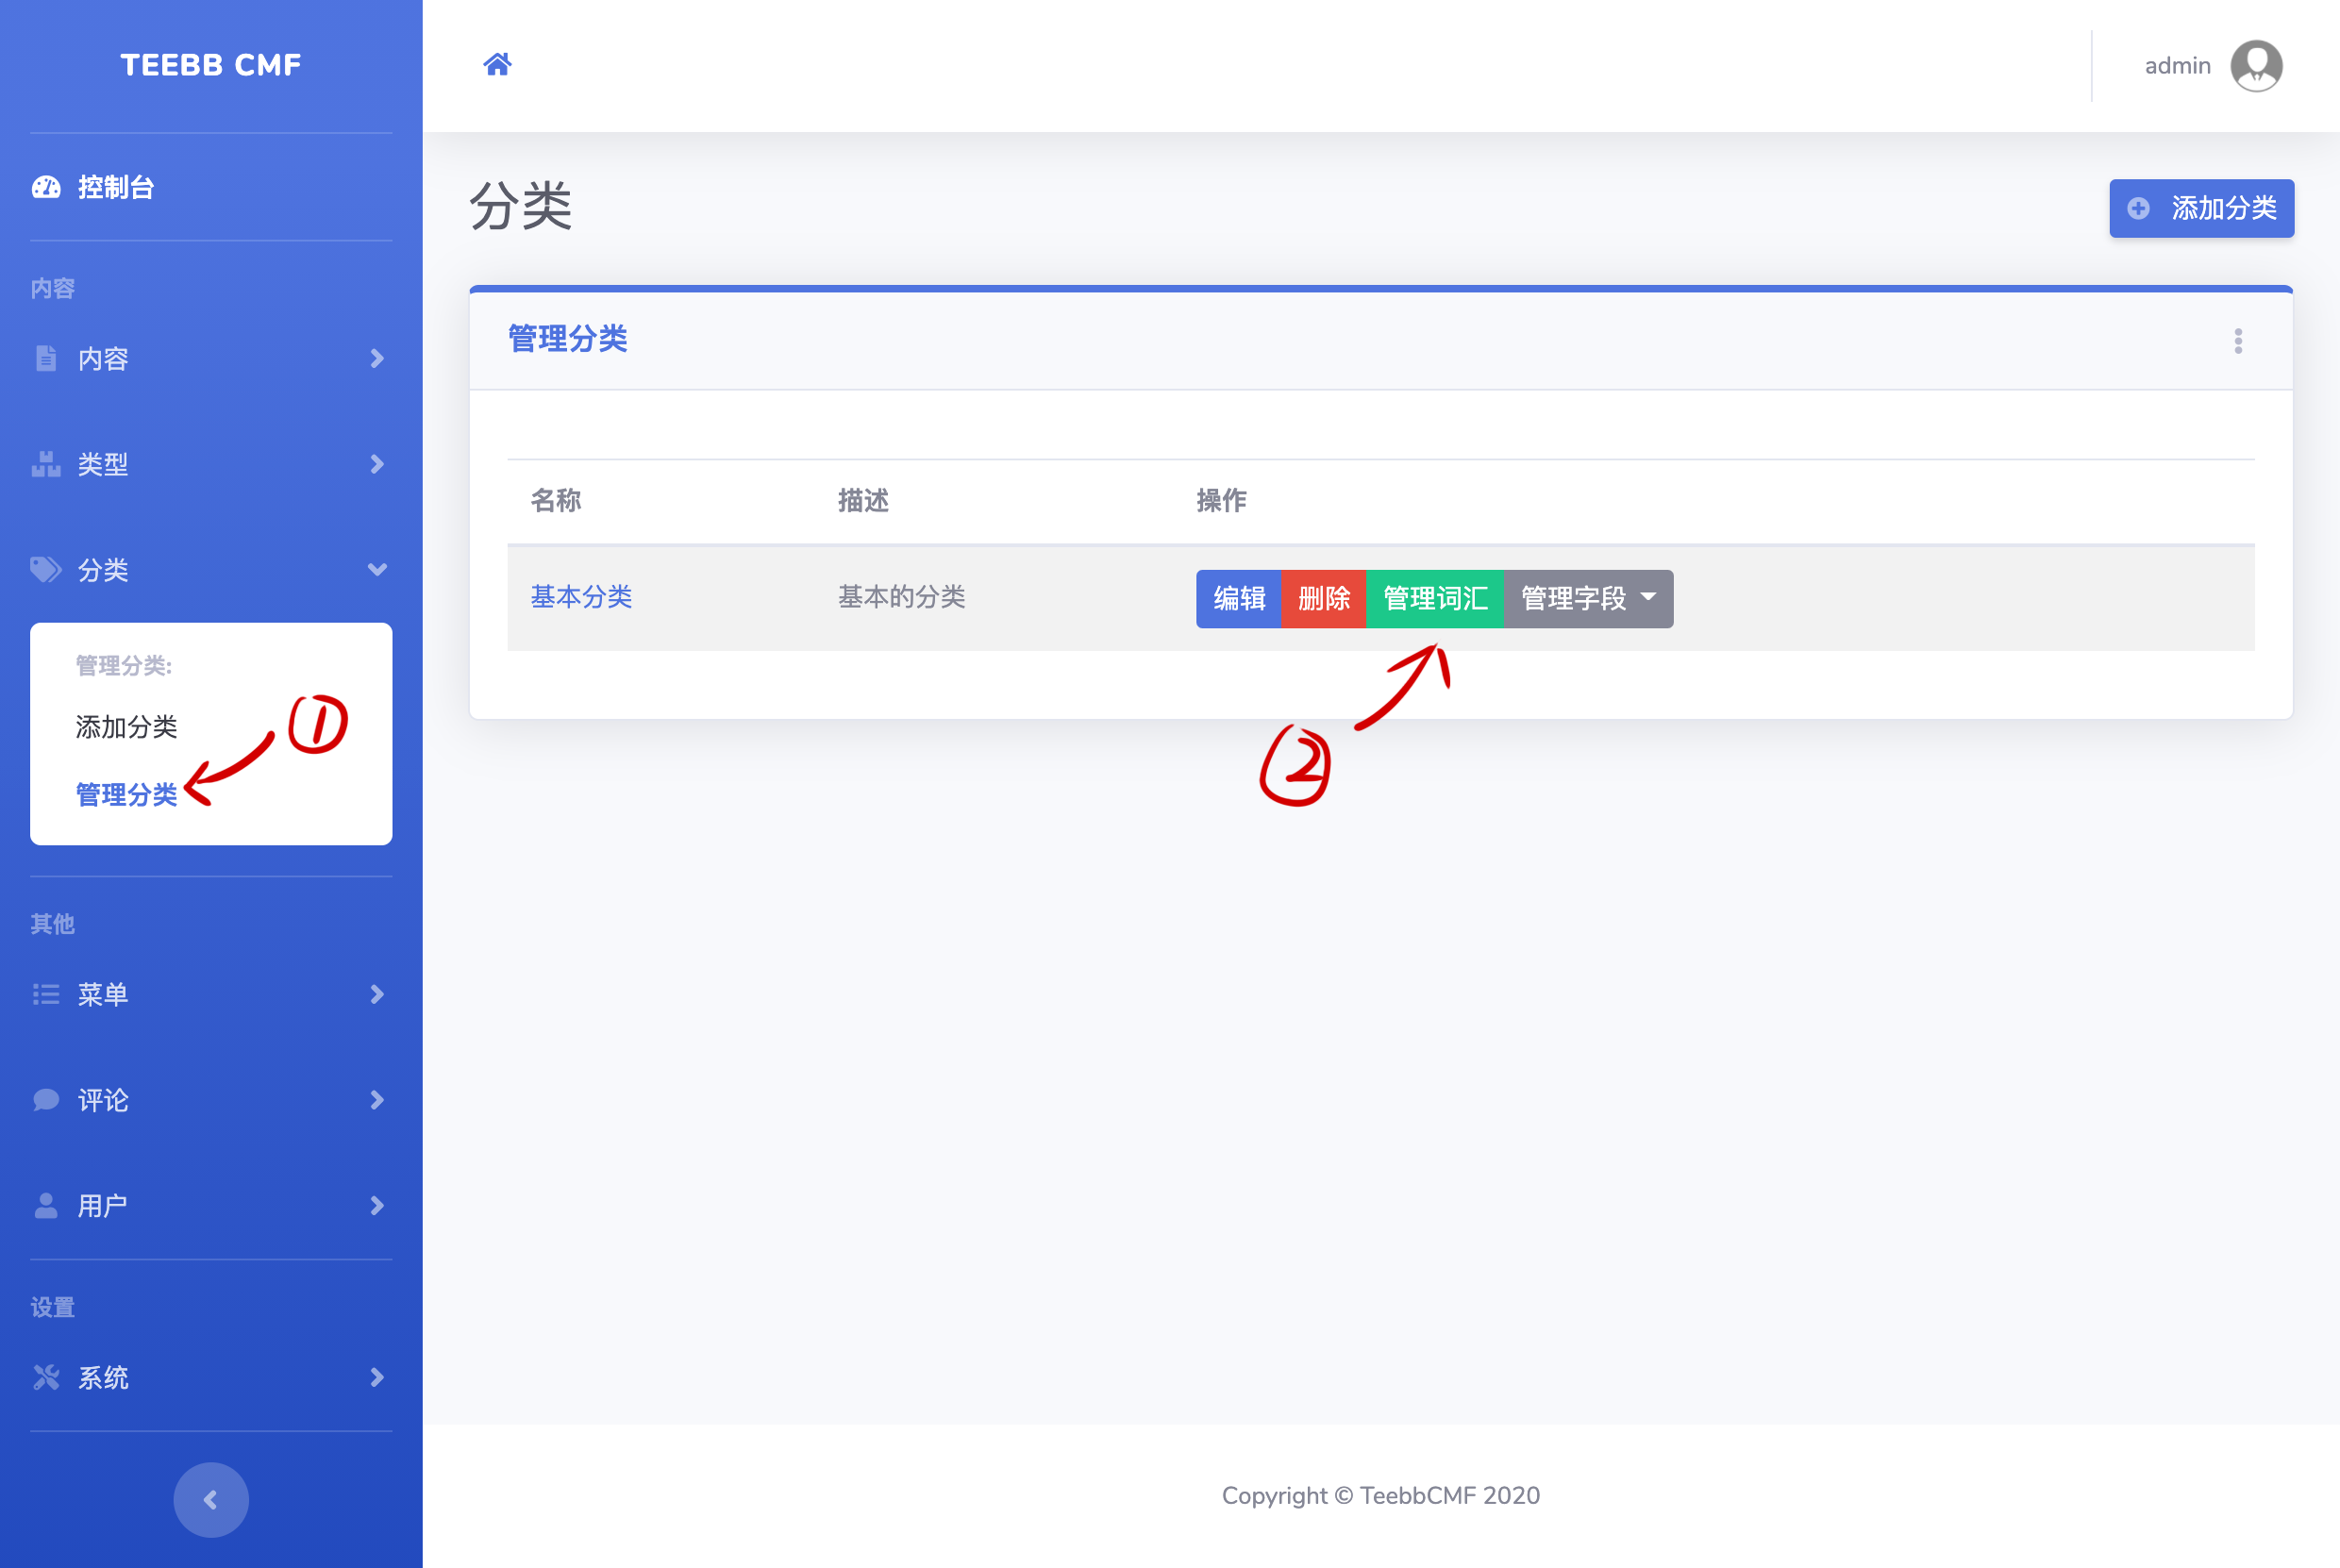 TEEBB CMF
控制台
内容
内容
类型
分类
管理分类:
添加分类
管理分类
①
其他
菜单
评论
用户
设置
系统
admin
分类
添加分类
管理分类
名称 描述 操作
基本分类 基本的分类 编辑 删除 管理词汇 管理字段
②
Copyright © TeebbCMF 2020